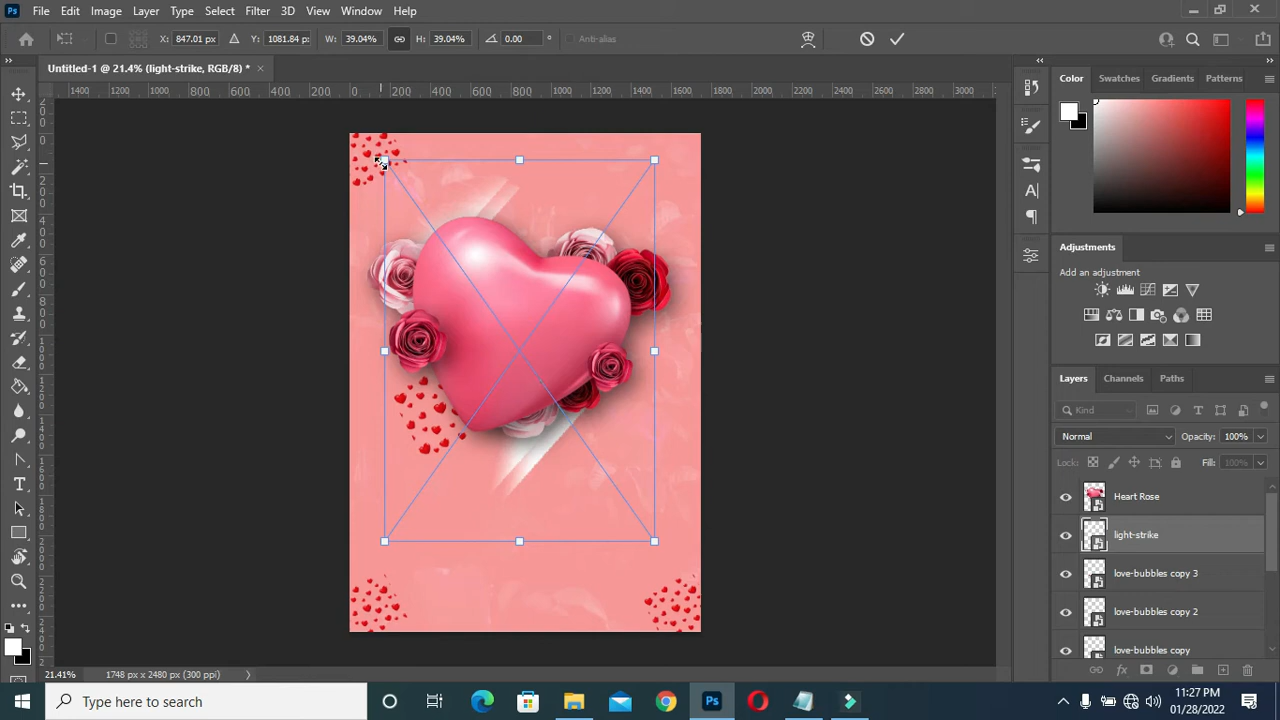 Ps File Edit Image Layer Type Select Filter 3D View Window Help
X: 847.01 px Y: 1081.84 p W: 39.04% H: 39.04% 0.00 ° Anti-alias
Untitled-1 @ 21.4% (light-strike, RGB/8) * ×
1400 1200 1000 800 600 400 200 0 200 400 600 800 1000 1200 1400 1600 1800 2000 2200 2400 2600 2800 3000
Color Swatches Gradients Patterns
Adjustments
Add an adjustment
Layers Channels Paths
Kind
Normal Opacity: 100%
Lock: Fill: 100%
Heart Rose
light-strike
love-bubbles copy 3
love-bubbles copy 2
love-bubbles copy
21.41% 1748 px x 2480 px (300 ppi)
Type here to search
Ps
11:27 PM
01/28/2022